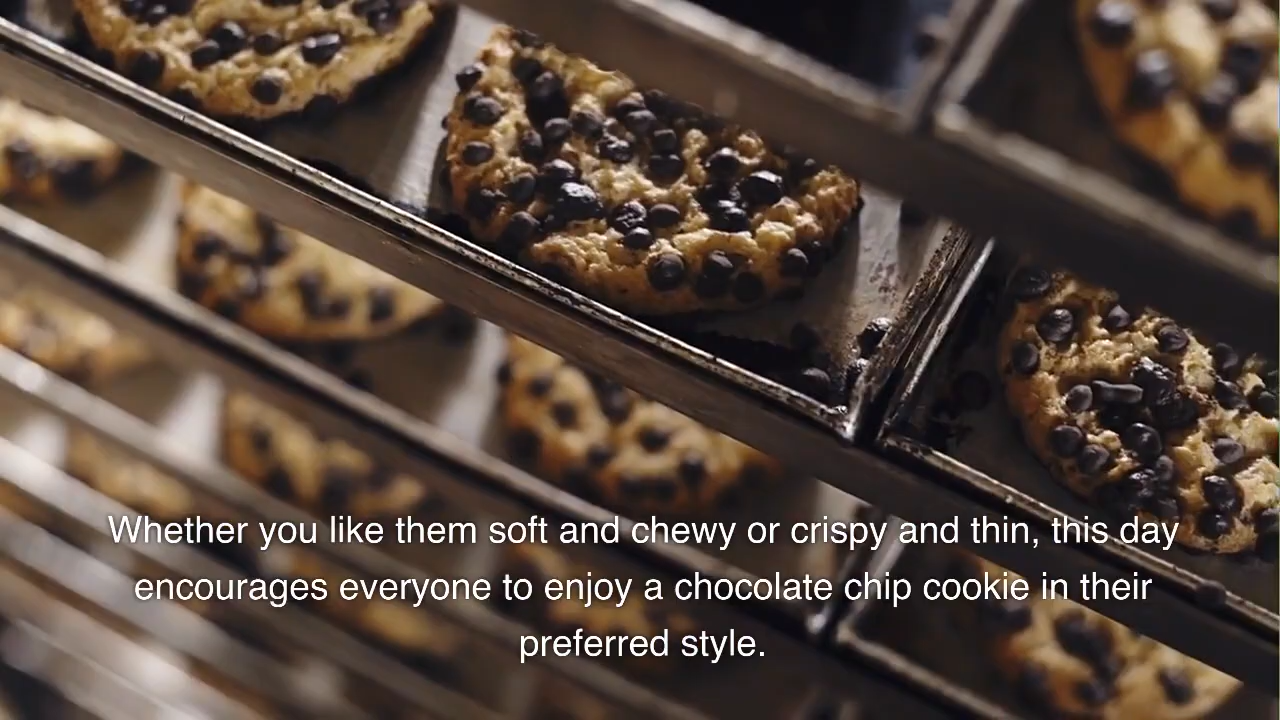 Whether you like them soft and chewy or crispy and thin, this day
encourages everyone to enjoy a chocolate chip cookie in their
preferred style.